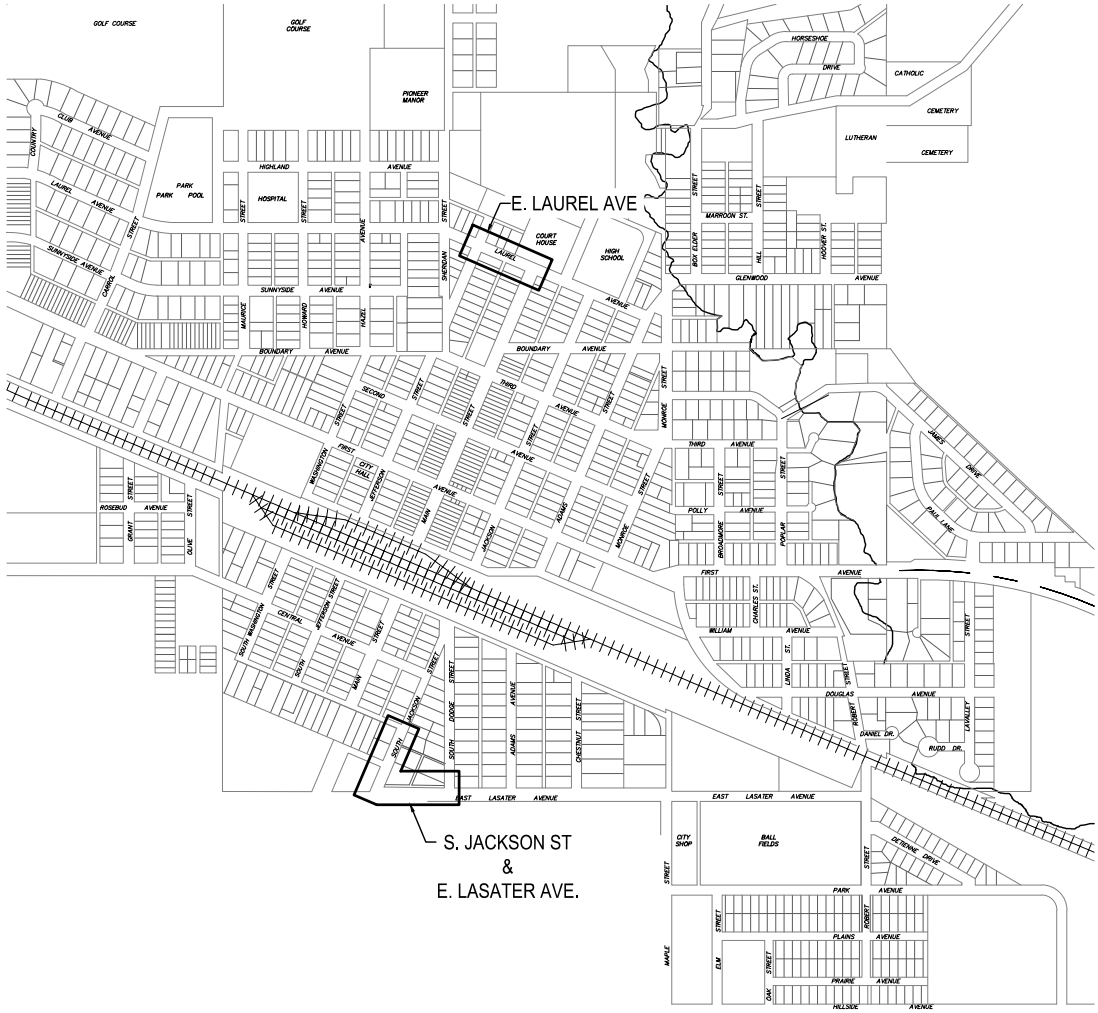 GOLF COURSE
GOLF
COURSE
HORSESHOE
DRIVE
CATHOLIC
CEMETERY
PIONEER
MANOR
LUTHERAN
CEMETERY
CLUB
AVENUE
COUNTRY
HIGHLAND
AVENUE
PARK
PARK POOL
HOSPITAL
LAUREL
AVENUE
STREET
STREET
STREET
AVENUE
STREET
E. LAUREL AVE
COURT
HOUSE
LAUREL
HIGH
SCHOOL
AVENUE
STREET
STREET
MARROON ST.
BOX ELDER
HILL
HOOVER ST.
GLENWOOD
AVENUE
SUNNYSIDE AVENUE
CARROL
SHERIDAN
SUNNYSIDE
AVENUE
MAURICE
HOWARD
HAZEL
BOUNDARY
AVENUE
BOUNDARY
AVENUE
SECOND
STREET
STREET
STREET
THIRD
AVENUE
STREET
STREET
STREET
MONROE
THIRD
AVENUE
JAMES
DRIVE
PAUL LANE
WASHINGTON
FIRST
CITY
HALL
JEFFERSON
AVENUE
MAIN
AVENUE
JACKSON
ADAMS
STREET
MONROE
STREET
STREET
POLLY
AVENUE
BROADMORE
POPLAR
STREET
STREET
ROSEBUD
AVENUE
GRANT
OLIVE
FIRST
AVENUE
CHARLES ST.
WILLIAM
AVENUE
STREET
STREET
SOUTH WASHINGTON
CENTRAL
JEFFERSON STREET
SOUTH
AVENUE
STREET
MAIN
STREET
JACKSON
SOUTH
STREET
DODGE
SOUTH
AVENUE
ADAMS
STREET
CHESTNUT
ST.
LINDA
STREET
DOUGLAS
AVENUE
ROBERT
LAVALLEY
DANIEL DR.
RUDD DR.
EAST LASATER AVENUE
EAST LASATER AVENUE
S. JACKSON ST
&
E. LASATER AVE.
CITY
SHOP
BALL
FIELDS
STREET
STREET
DETIENNE DRIVE
PARK
AVENUE
STREET
ROBERT
PLAINS
AVENUE
MAPLE
ELM
STREET
OAK
PRAIRIE
AVENUE
HILLSIDE
AVENUE